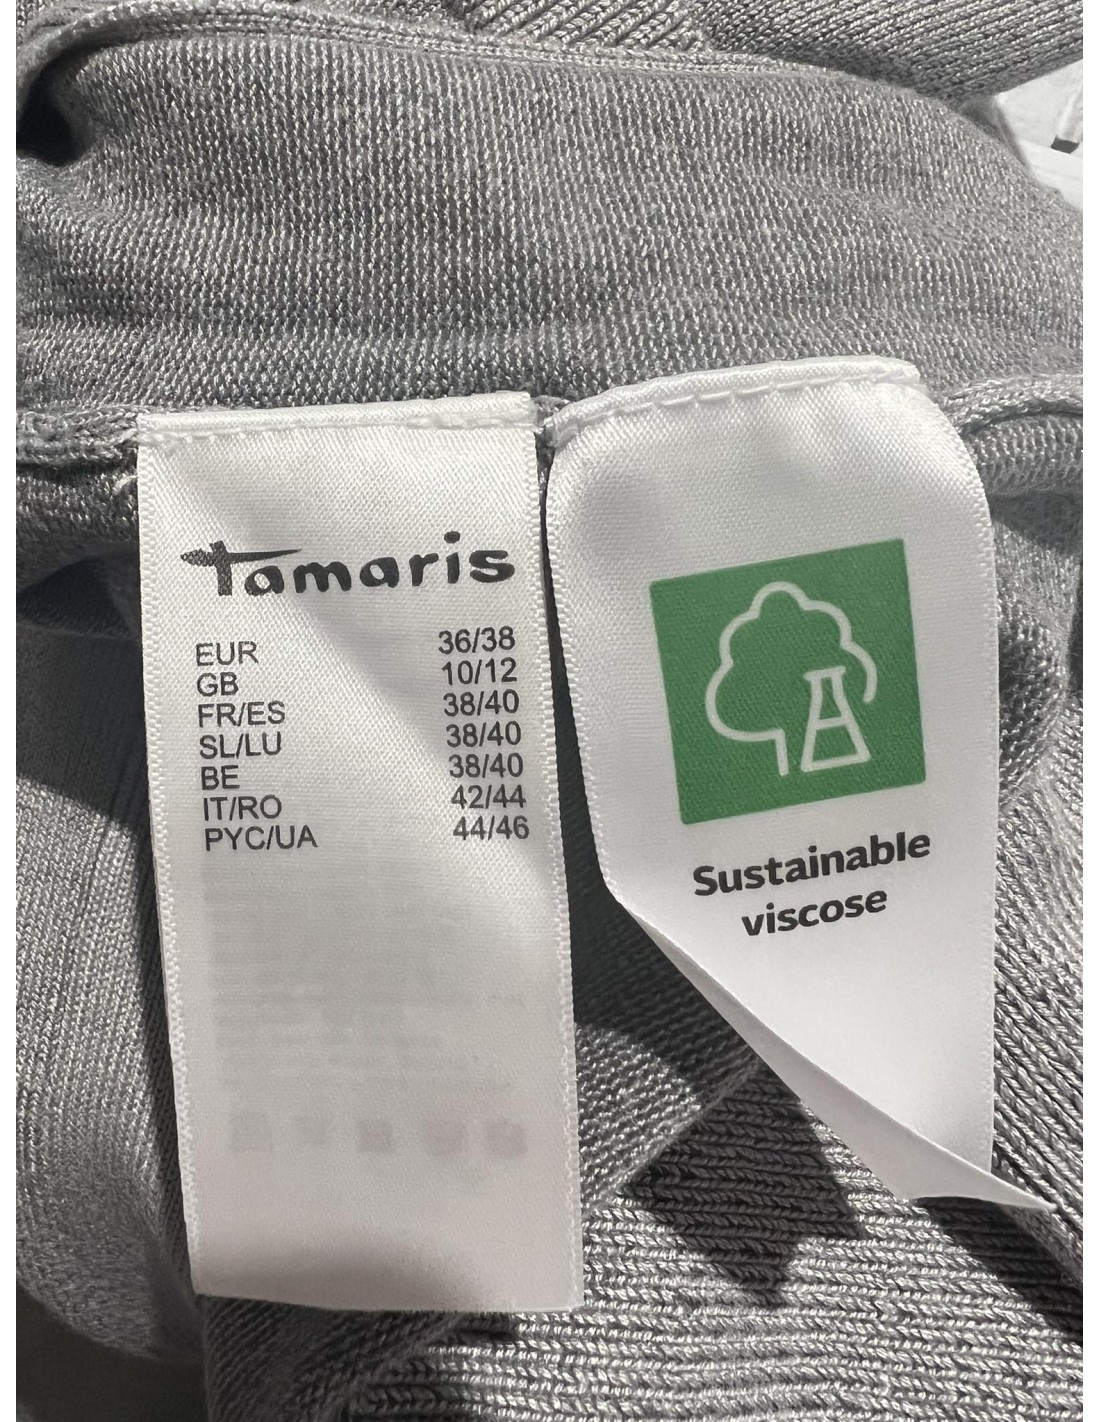 Tamaris
EUR 36/38
GB 10/12
FR/ES 38/40
SL/LU 38/40
BE 38/40
IT/RO 42/44
PYC/UA 44/46
Sustainable
viscose